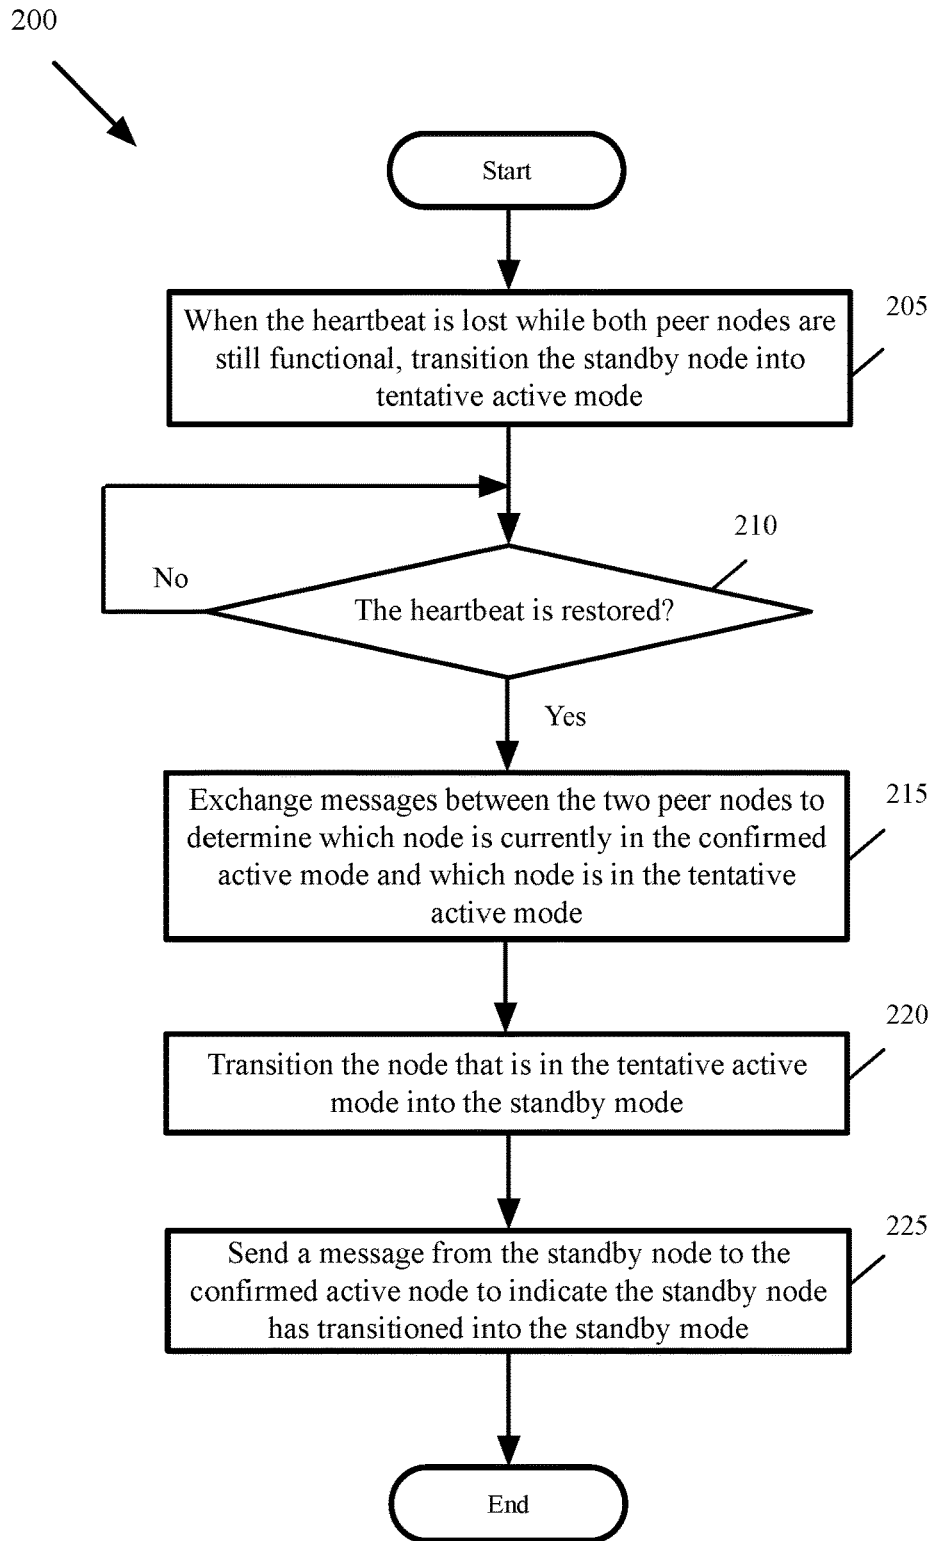 200
Start
When the heartbeat is lost while both peer nodes are
still functional, transition the standby node into
tentative active mode
205
210
No
The heartbeat is restored?
Yes
Exchange messages between the two peer nodes to
determine which node is currently in the confirmed
active mode and which node is in the tentative
active mode
215
Transition the node that is in the tentative active
mode into the standby mode
220
Send a message from the standby node to the
confirmed active node to indicate the standby node
has transitioned into the standby mode
225
End